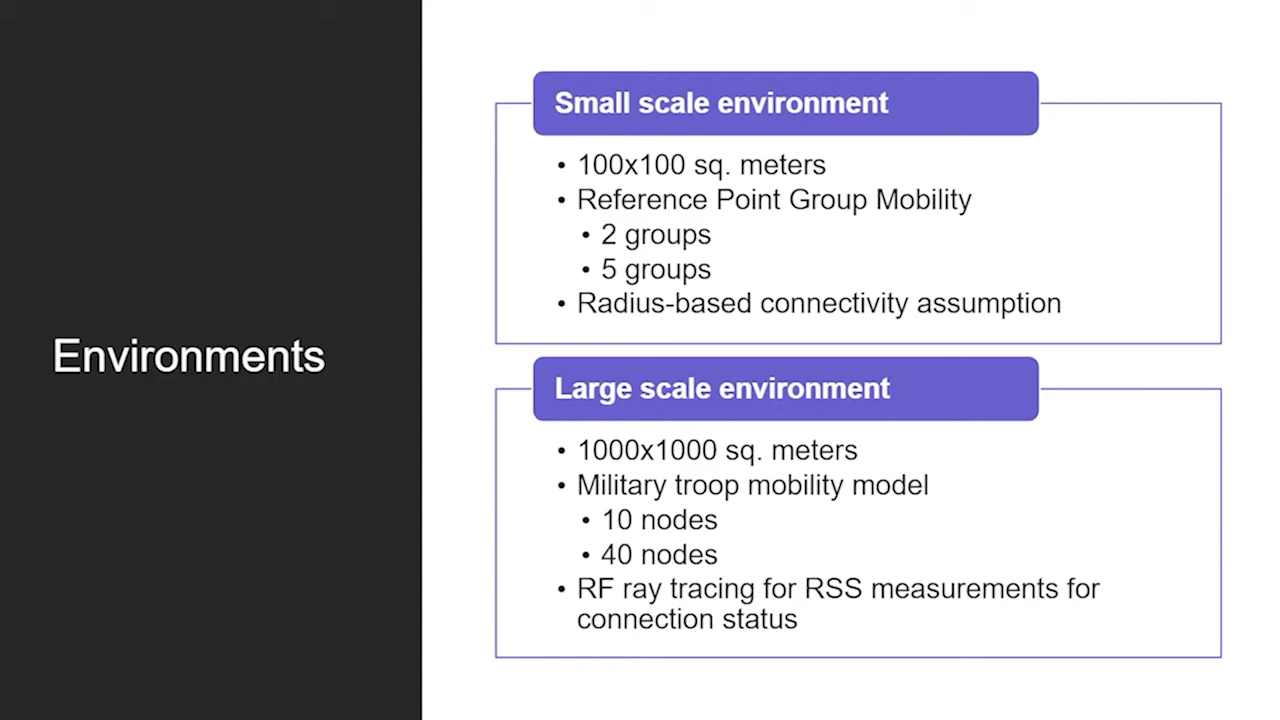 Environments
Small scale environment
• 100x100 sq. meters
• Reference Point Group Mobility
• 2 groups
• 5 groups
• Radius-based connectivity assumption
Large scale environment
• 1000x1000 sq. meters
• Military troop mobility model
• 10 nodes
• 40 nodes
• RF ray tracing for RSS measurements for
connection status